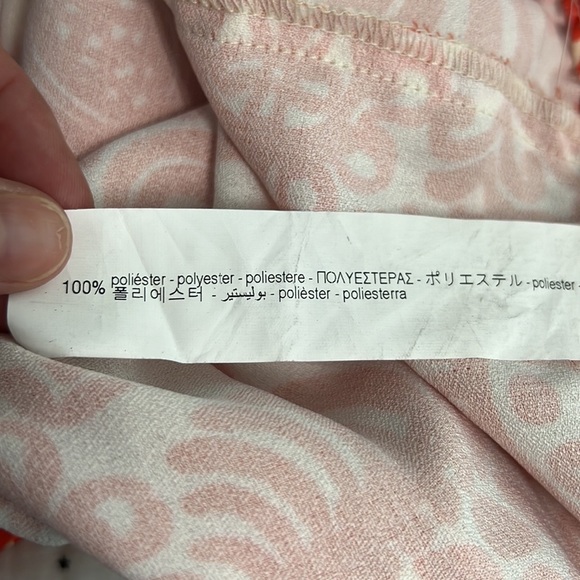 100% poliéster - polyester - poliestere - ΠΟΛΥΕΣΤΕΡΑΣ - ポリエステル - poliester -
폴리에스터 - بوليستير - polièster - poliesterra